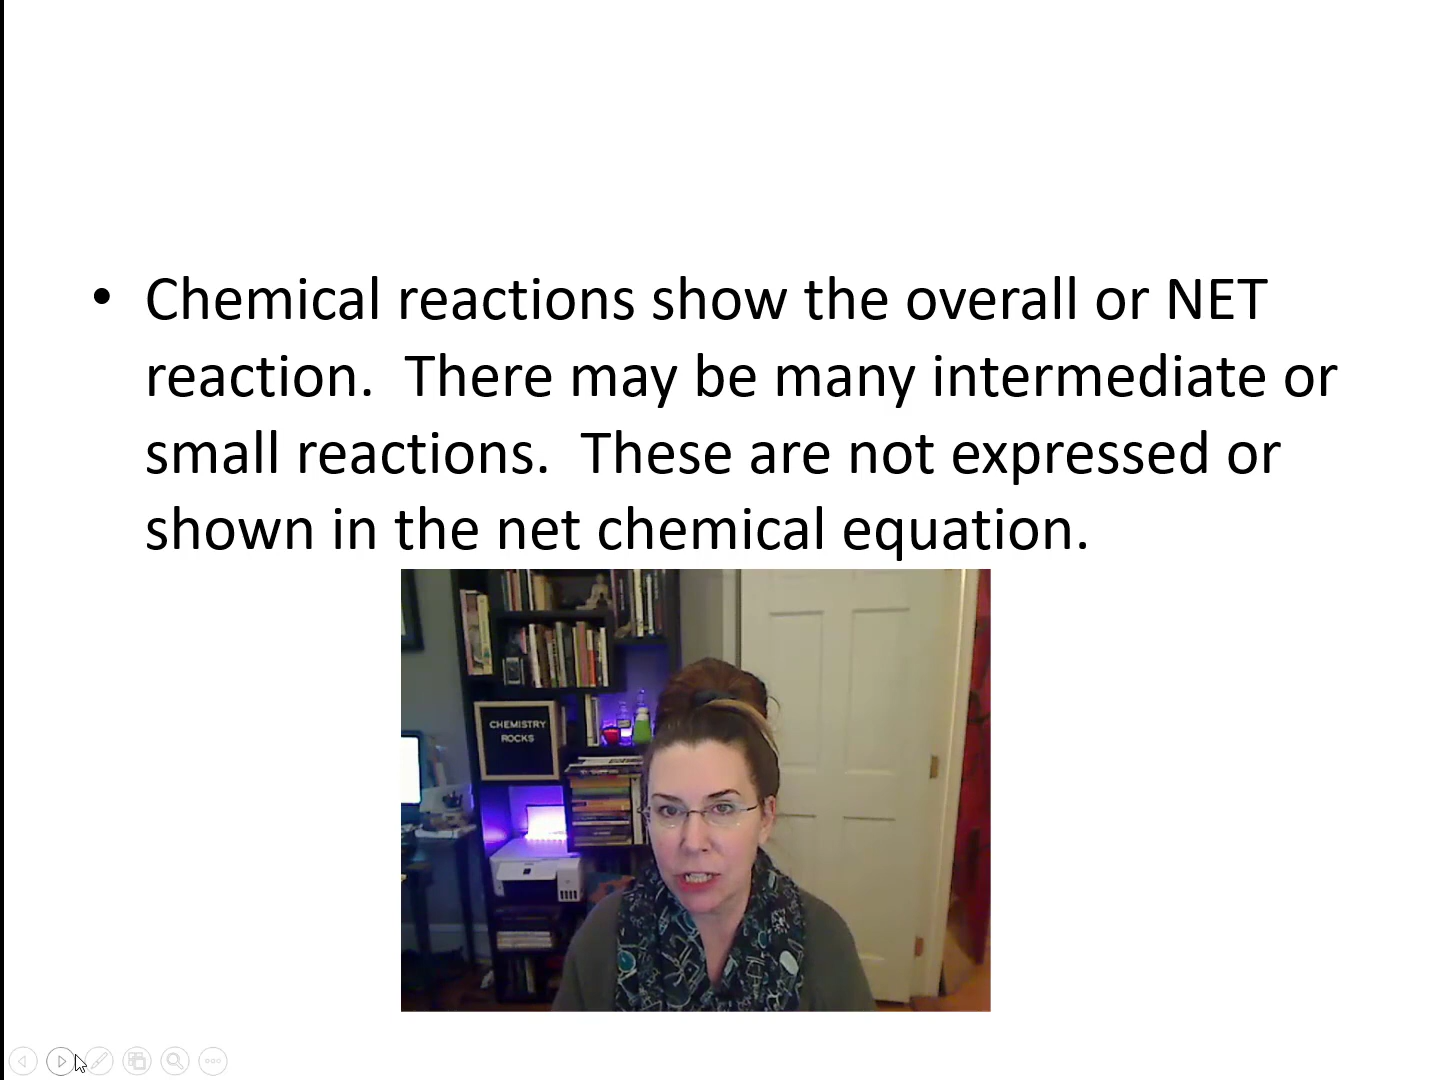 • Chemical reactions show the overall or NET
reaction.  There may be many intermediate or
small reactions.  These are not expressed or
shown in the net chemical equation.
CHEMISTRY
ROCKS